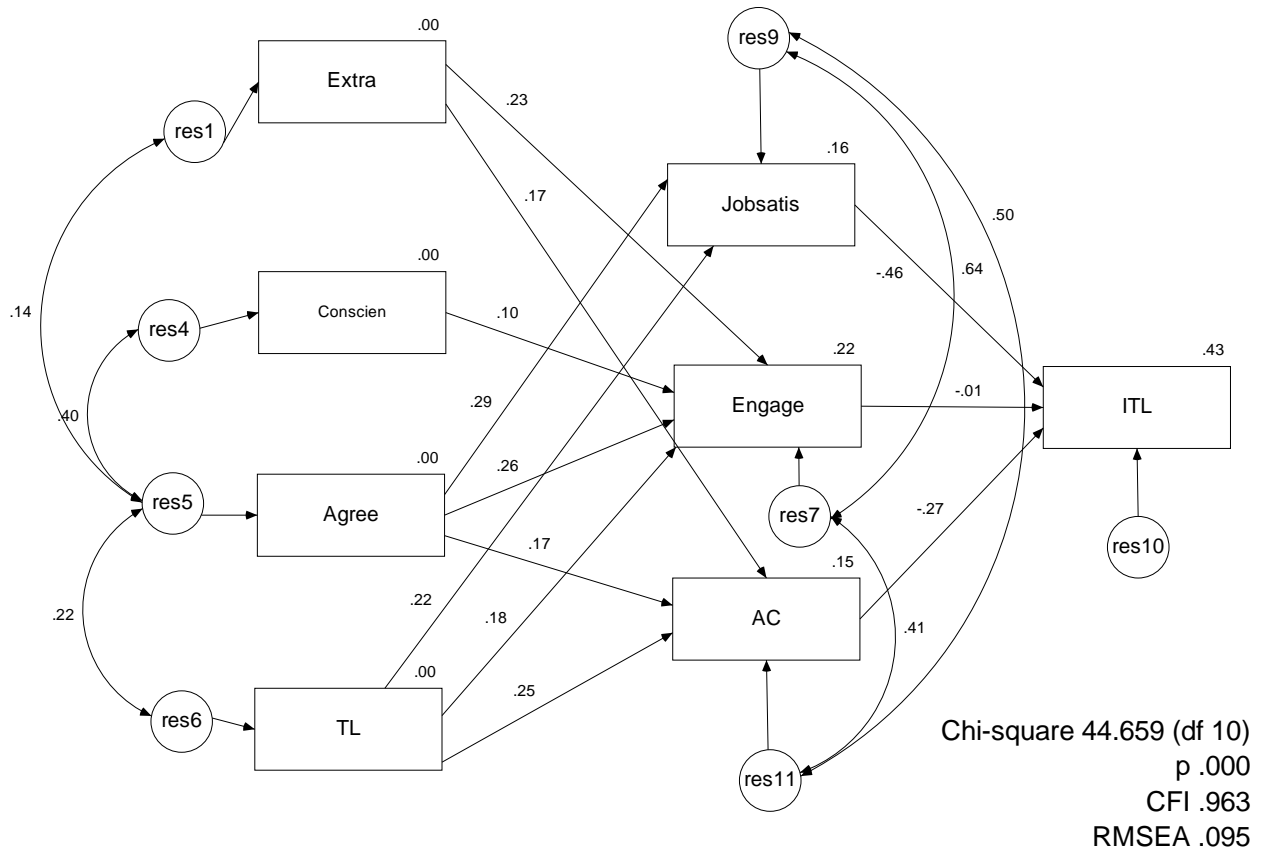 .00
res9
Extra
.23
res1
.16
.17
Jobsatis
.50
.00
-.46
.64
.14
res4
Conscien
.10
.22
.43
.29
Engage
-.01
ITL
.40
.00
.26
res5
Agree
res7
-.27
.17
res10
.15
.22
.18
AC
.22
.41
.00
.25
res6
TL
res11
Chi-square 44.659 (df 10)
p .000
CFI .963
RMSEA .095